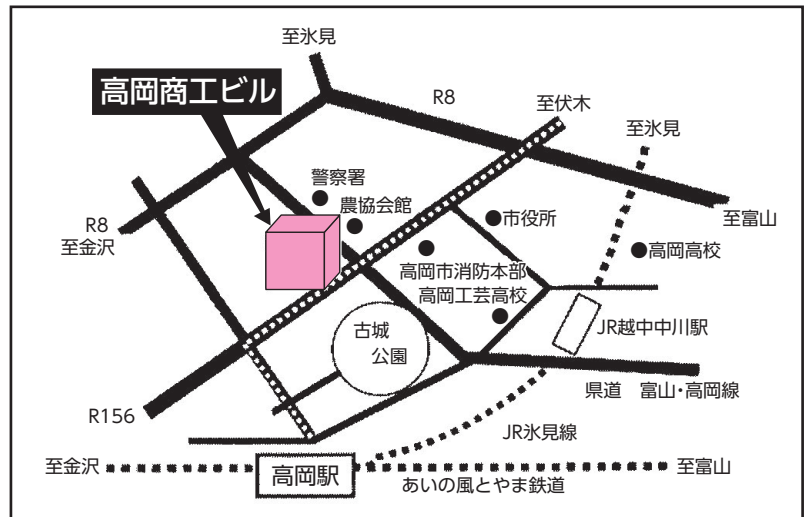 至氷見
高岡商工ビル
R8
至伏木
至氷見
警察署
農協会館
市役所
至富山
R8
至金沢
高岡高校
高岡市消防本部
高岡工芸高校
古城
公園
JR越中中川駅
県道　富山・高岡線
R156
JR氷見線
至金沢
高岡駅
至富山
あいの風とやま鉄道